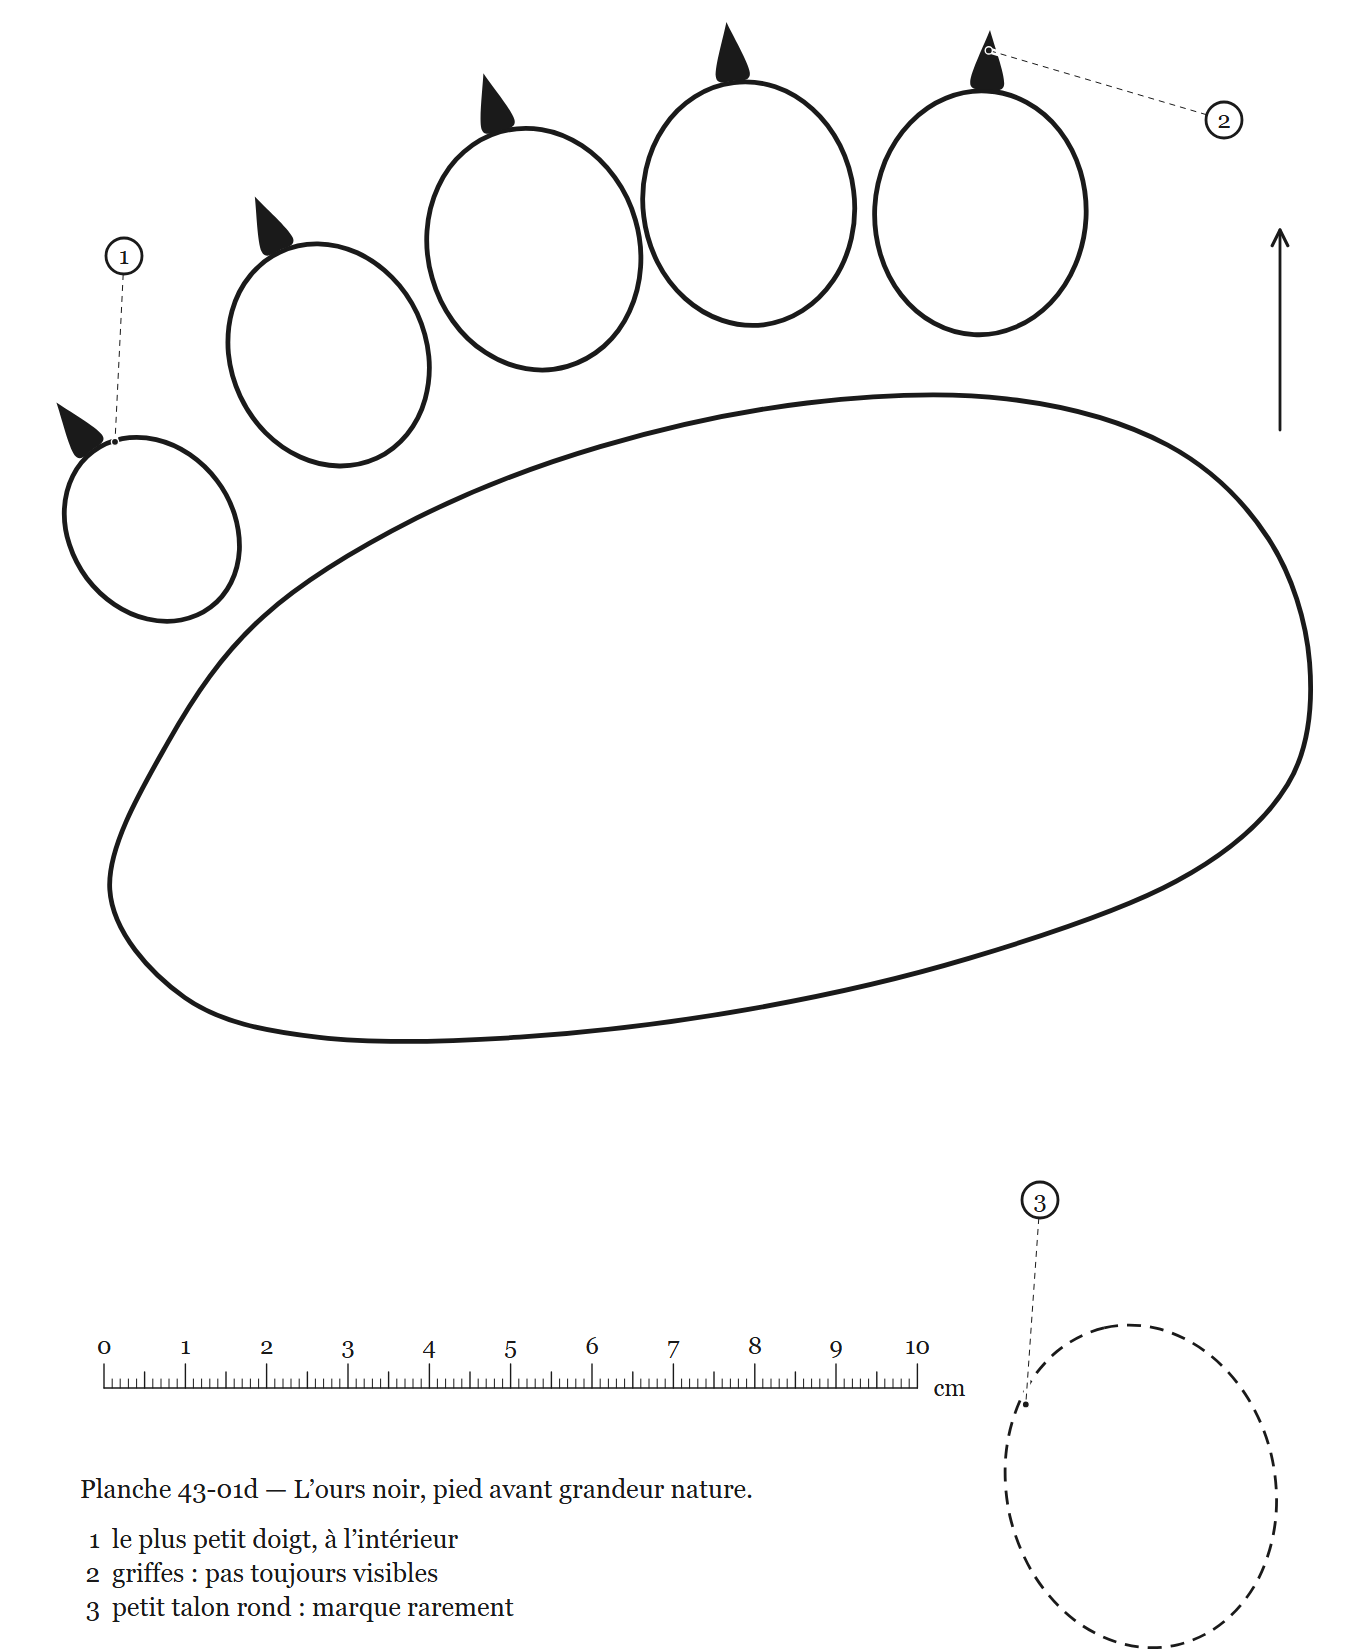 2
1
3
0 1 2 3 4 5 6 7 8 9 10
cm
Planche 43-01d — L’ours noir, pied avant grandeur nature.
1 le plus petit doigt, à l’intérieur
2 griffes : pas toujours visibles
3 petit talon rond : marque rarement